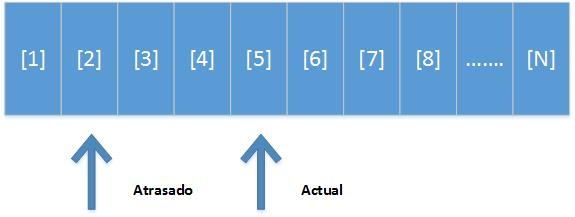 [1] [2] [3] [4] [5] [6] [7] [8] ....... [N]
Atrasado Actual